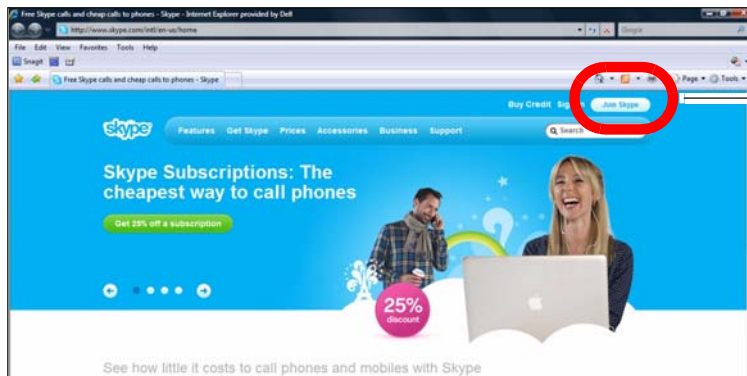 Free Skype calls and cheap calls to phones - Skype - Internet Explorer provided by Dell
http://www.skype.com/intl/en-us/home
Google
File Edit View Favorites Tools Help
Snagit
Free Skype calls and cheap calls to phones - Skype
Page Tools
Buy Credit Join Skype
skype Features Get Skype Prices Accessories Business Support Search
Skype Subscriptions: The
cheapest way to call phones
Get 25% off a subscription
25%
discount
See how little it costs to call phones and mobiles with Skype